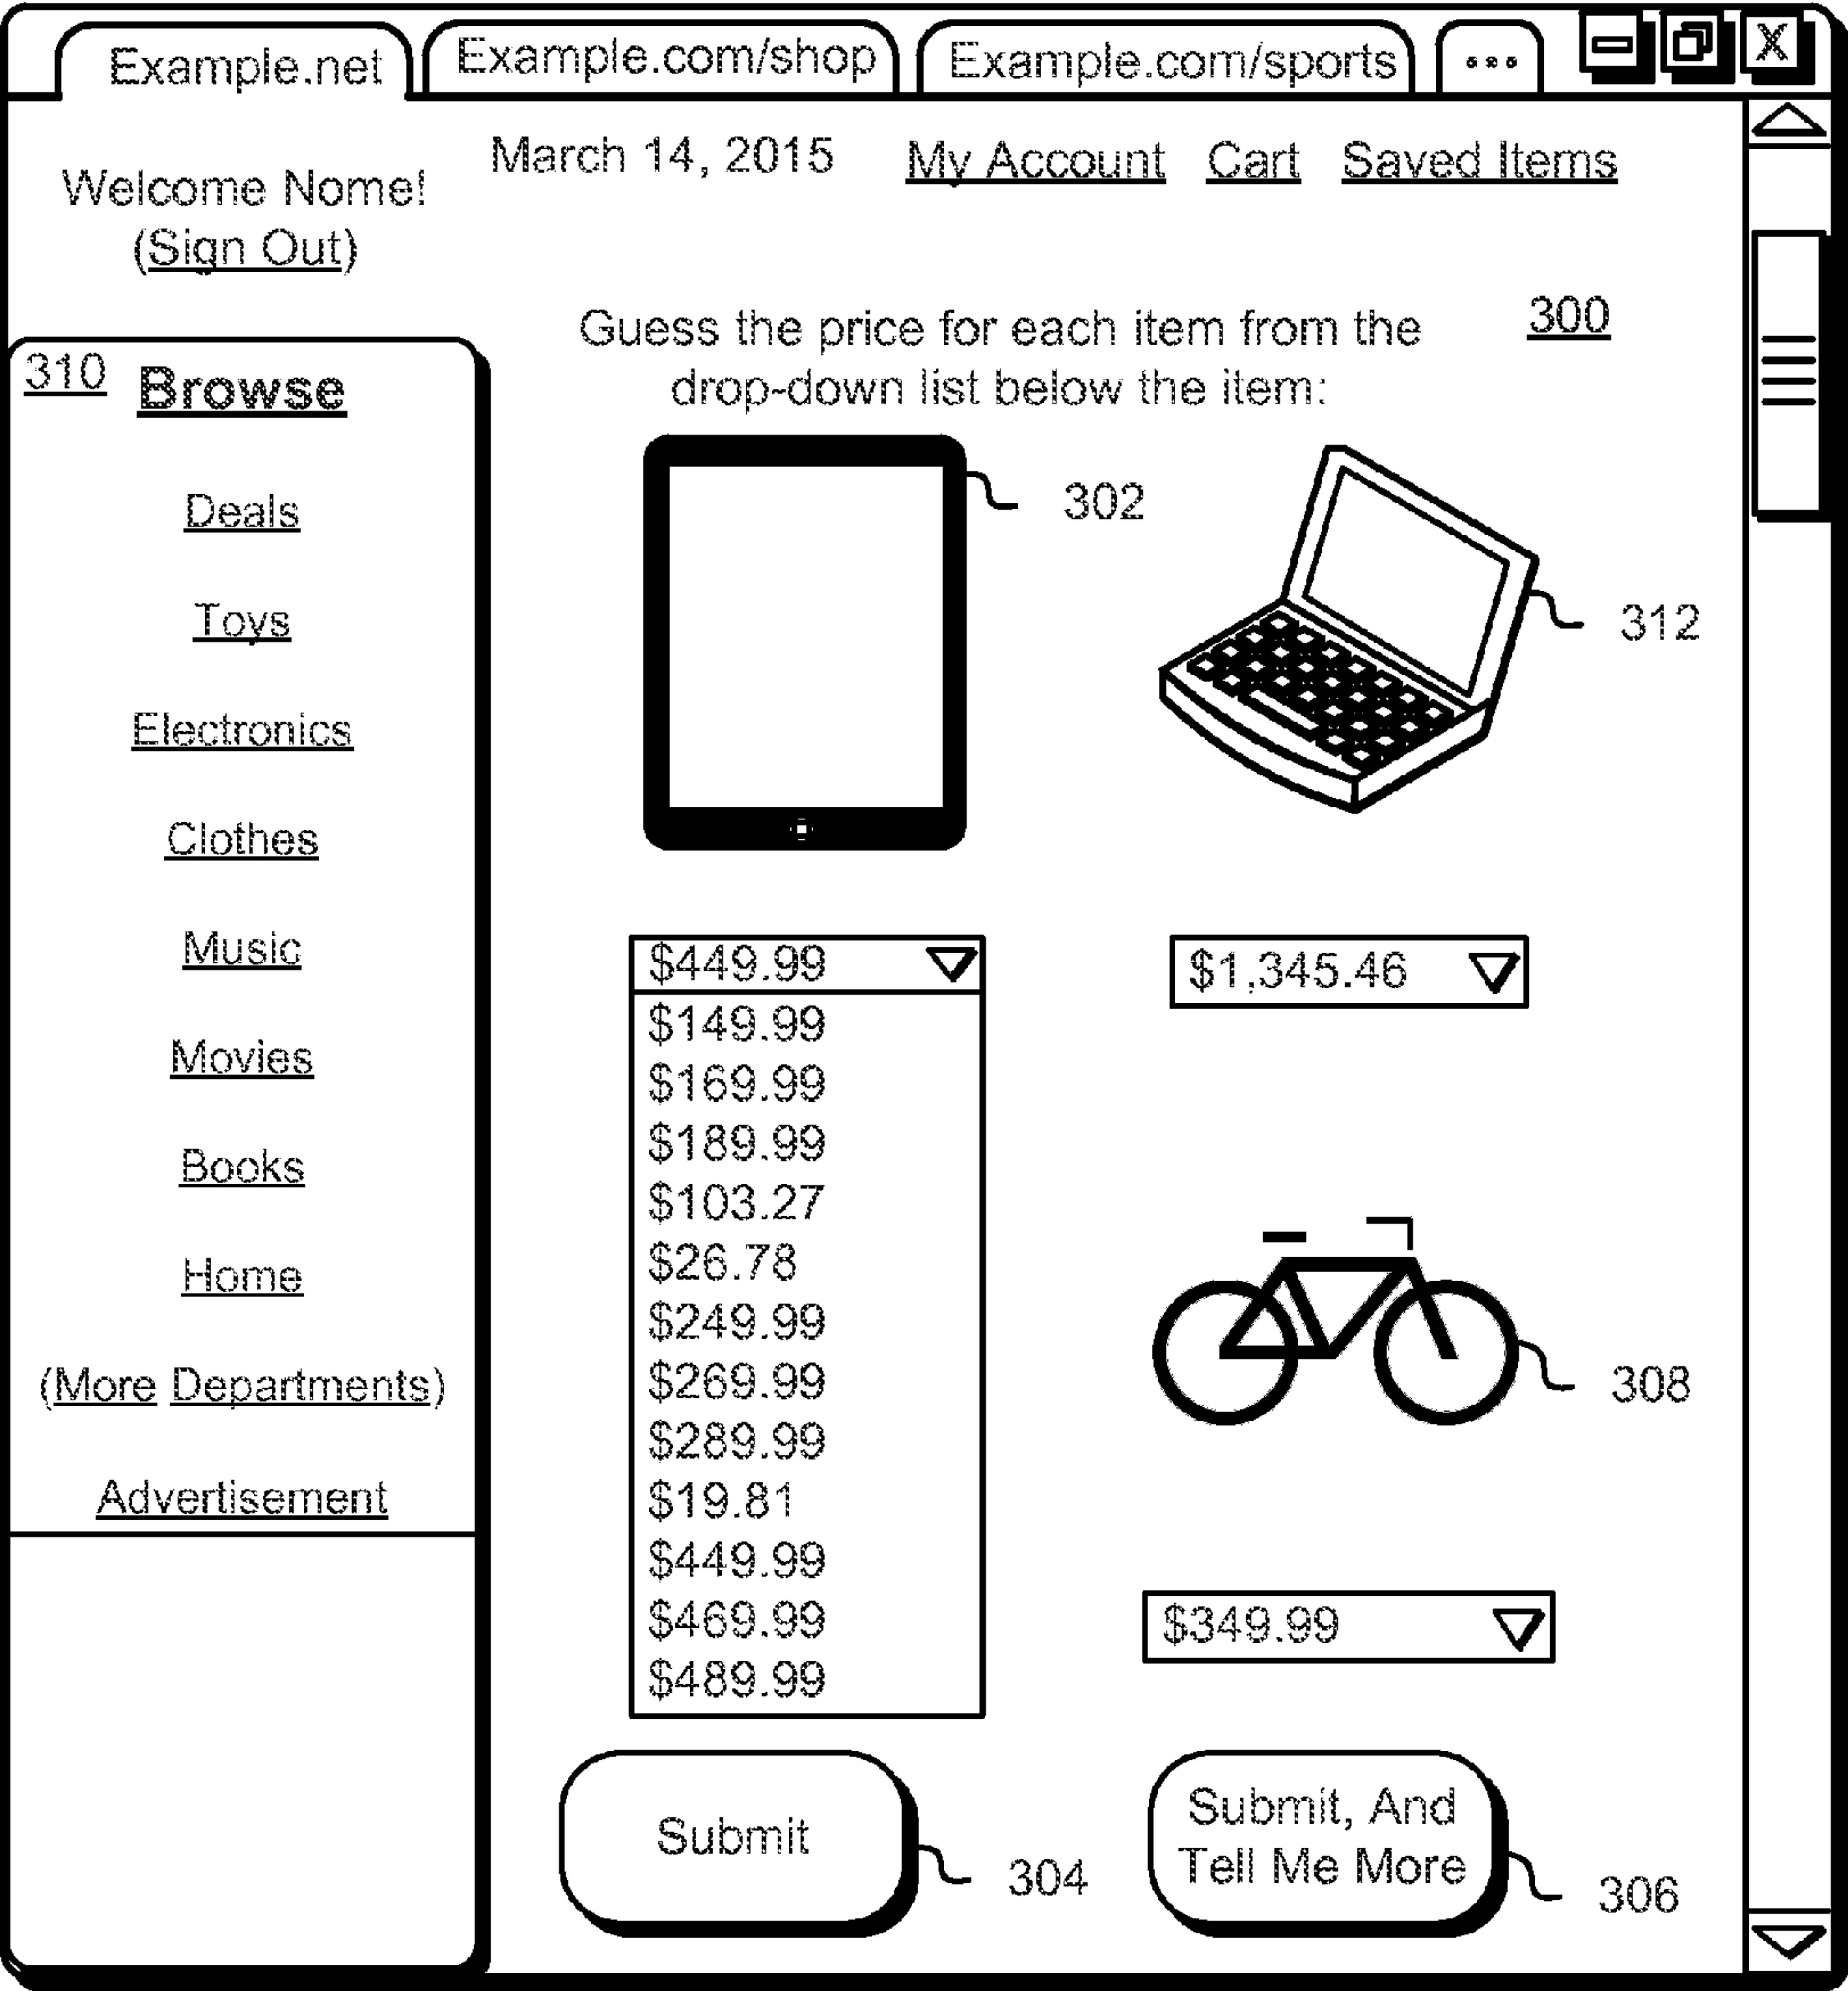 Example.net
Example.com/shop
Example.com/sports
...
X
March 14, 2015
My Account
Cart
Saved Items
Welcome Nome!
(Sign Out)
310
Browse
Deals
Toys
Electronics
Clothes
Music
Movies
Books
Home
(More Departments)
Advertisement
Guess the price for each item from the
drop-down list below the item:
300
302
312
$449.99
$149.99
$169.99
$189.99
$103.27
$26.78
$249.99
$269.99
$289.99
$19.81
$449.99
$469.99
$489.99
$1,345.46
308
$349.99
Submit
304
Submit, And
Tell Me More
306